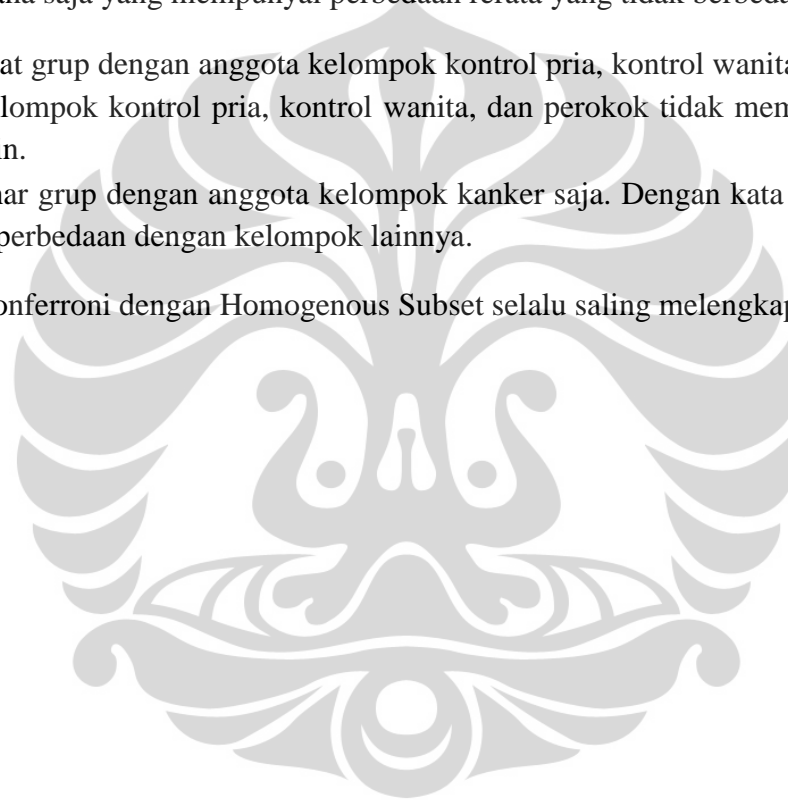 saja yang mempunyai perbedaan rerata yang tidak berbeda
at grup dengan anggota kelompok kontrol pria, kontrol wanita
lompok kontrol pria, kontrol wanita, dan perokok tidak mem
in.
nar grup dengan anggota kelompok kanker saja. Dengan kata
perbedaan dengan kelompok lainnya.
onferroni dengan Homogenous Subset selalu saling melengkap